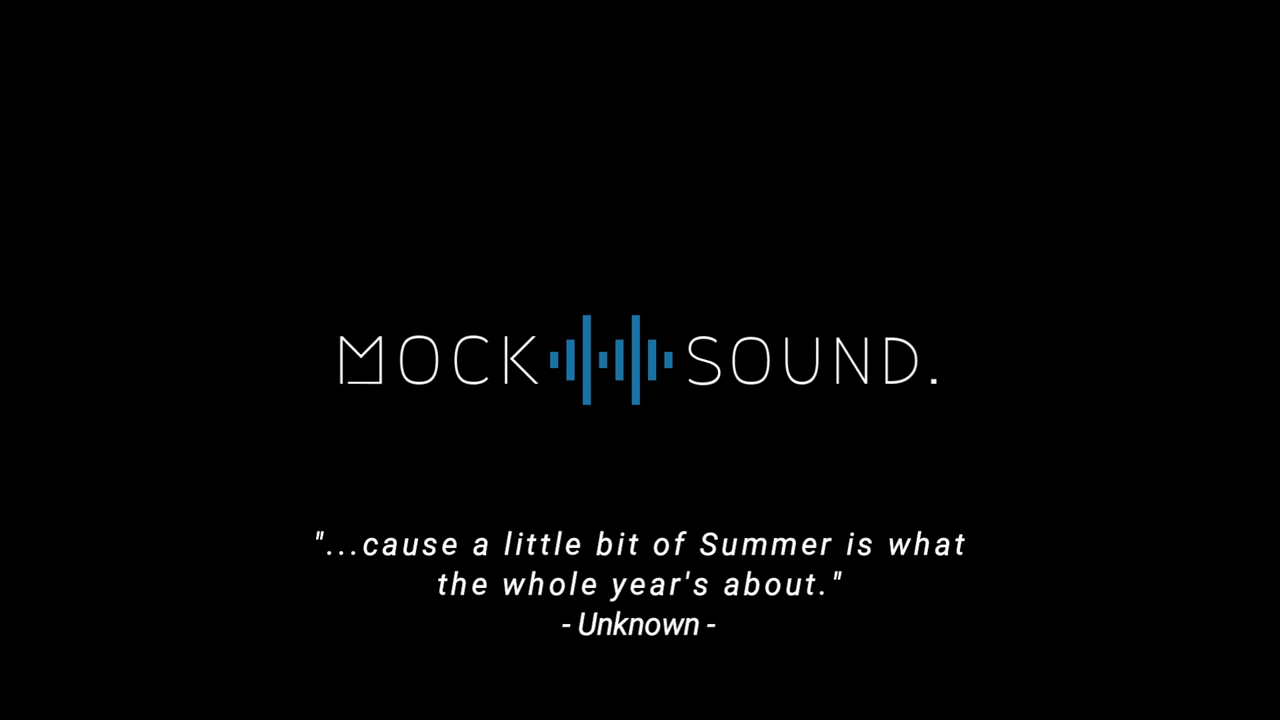 MOCK SOUND.
"...cause a little bit of Summer is what
the whole year's about."
- Unknown -